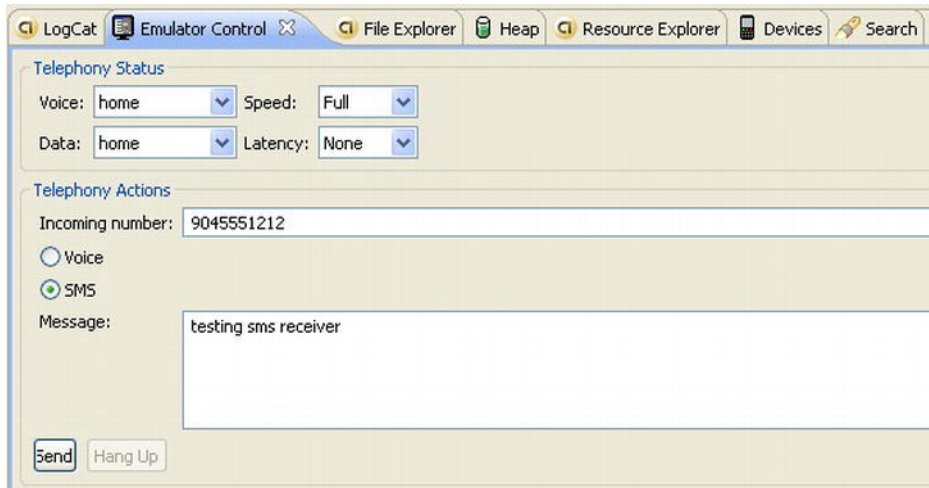 LogCat Emulator Control File Explorer Heap Resource Explorer Devices Search
Telephony Status
Voice: home Speed: Full
Data: home Latency: None
Telephony Actions
Incoming number: 9045551212
Voice
SMS
Message: testing sms receiver
Send Hang Up